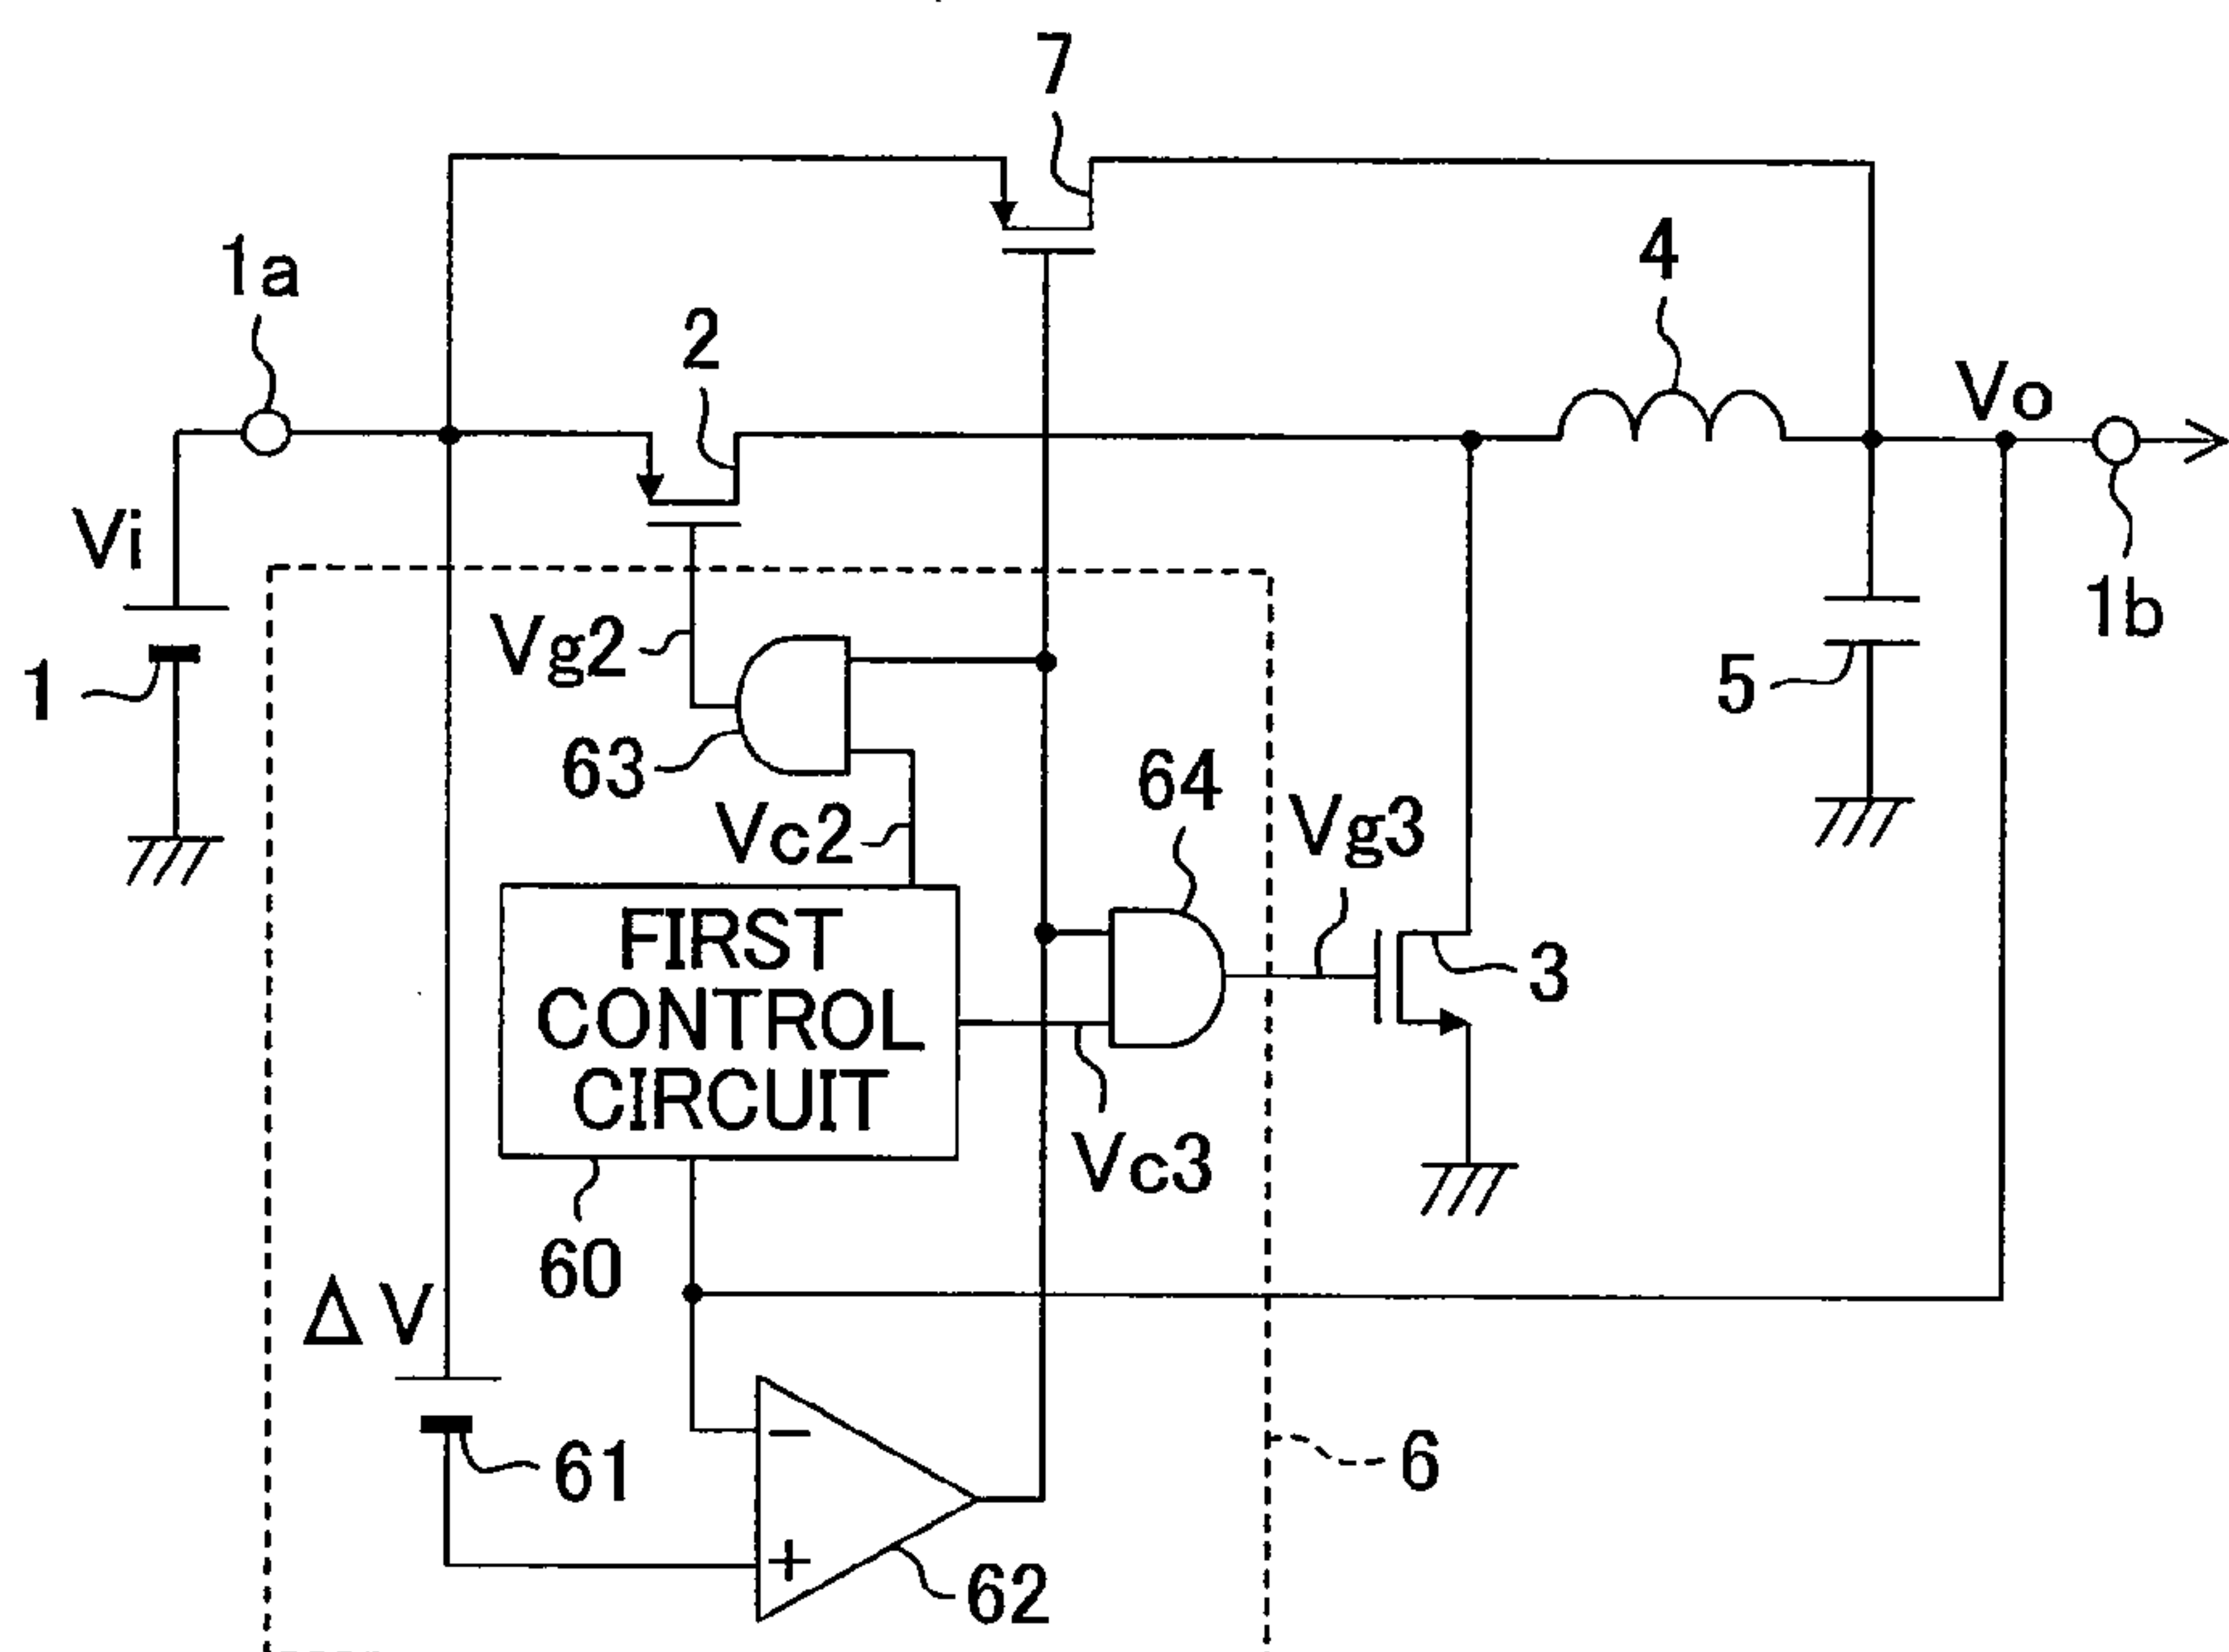 7
1a
2
4
Vo
Vi
1
Vg2
63
Vc2
64
Vg3
5
1b
FIRST
CONTROL
CIRCUIT
3
Vc3
60
ΔV
−
61
6
+
62